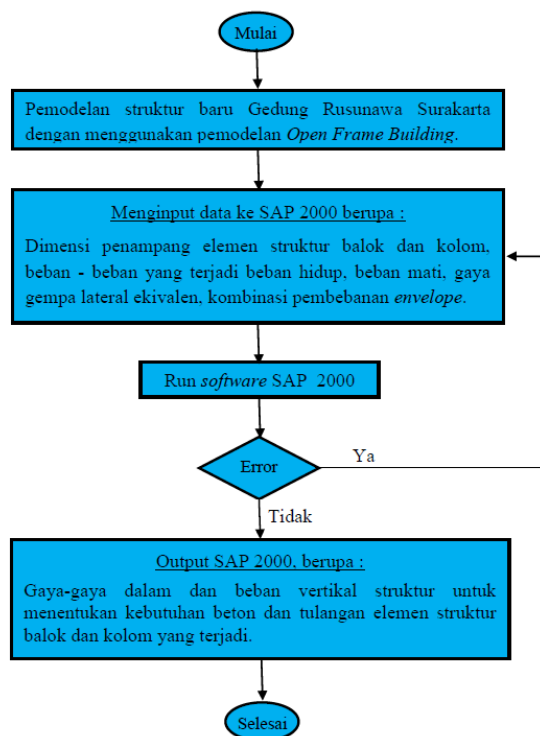 Mulai
Pemodelan struktur baru Gedung Rusunawa Surakarta
dengan menggunakan pemodelan Open Frame Building.
Menginput data ke SAP 2000 berupa :
Dimensi penampang elemen struktur balok dan kolom,
beban - beban yang terjadi beban hidup, beban mati, gaya
gempa lateral ekivalen, kombinasi pembebanan envelope.
Run software SAP 2000
Error
Ya
Tidak
Output SAP 2000, berupa :
Gaya-gaya dalam dan beban vertikal struktur untuk
menentukan kebutuhan beton dan tulangan elemen struktur
balok dan kolom yang terjadi.
Selesai